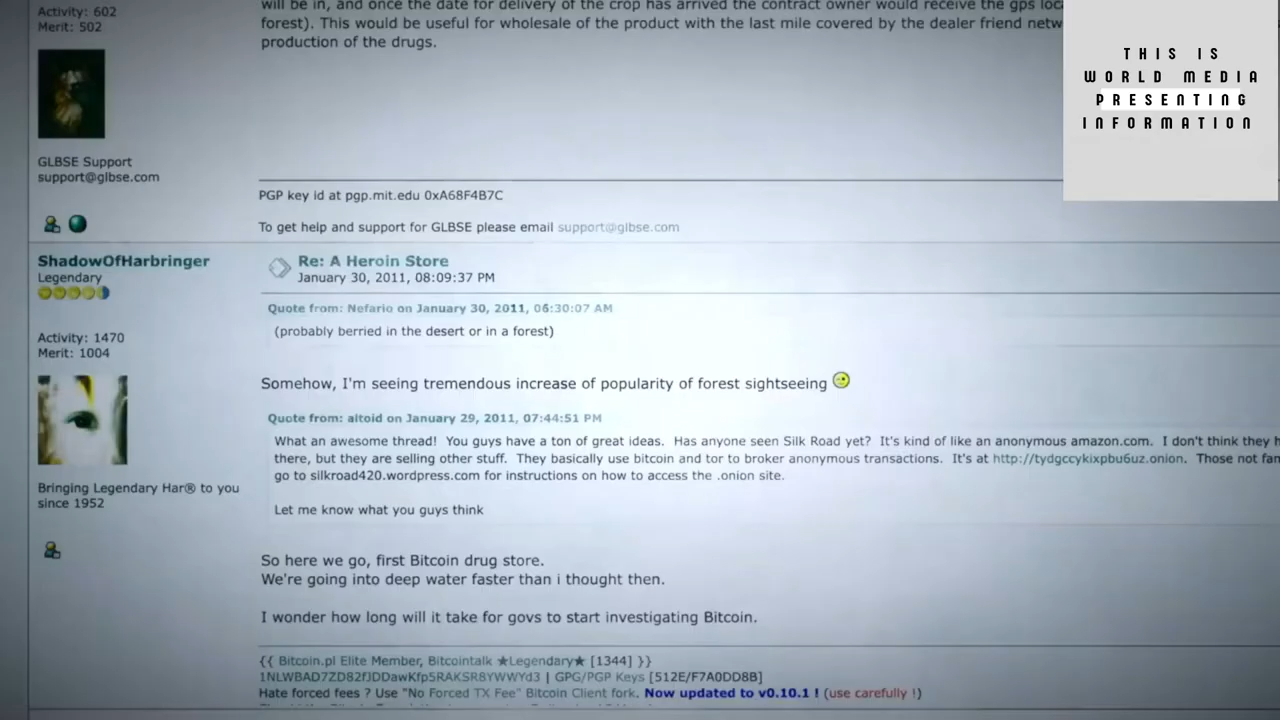 Activity: 602
Merit: 502
will be in, and once the date for delivery of the crop has arrived the contract owner would receive the gps
forest). This would be useful for wholesale of the product with the last mile covered by the dealer friend
production of the drugs.
THIS IS
WORLD MEDIA
PRESENTING
INFORMATION
GLBSE Support
support@glbse.com
PGP key id at pgp.mit.edu 0xA68F4B7C
To get help and support for GLBSE please email support@glbse.com
ShadowOfHarbringer
Legendary
Re: A Heroin Store
January 30, 2011, 08:09:37 PM
Quote from: Nefario on January 30, 2011, 06:30:07 AM
(probably berried in the desert or in a forest)
Activity: 1470
Merit: 1004
Somehow, I'm seeing tremendous increase of popularity of forest sightseeing
Quote from: altoid on January 29, 2011, 07:44:51 PM
What an awesome thread!  You guys have a ton of great ideas.  Has anyone seen Silk Road yet?  It's kind of like an anonymous amazon.com.  I don't think they
there, but they are selling other stuff.  They basically use bitcoin and tor to broker anonymous transactions.  It's at http://tydgccykixpbu6uz.onion.  Those not
go to silkroad420.wordpress.com for instructions on how to access the .onion site.
Let me know what you guys think
Bringing Legendary Har® to you
since 1952
So here we go, first Bitcoin drug store.
We're going into deep water faster than i thought then.
I wonder how long will it take for govs to start investigating Bitcoin.
{{ Bitcoin.pl Elite Member, Bitcointalk ★Legendary★ [1344] }}
1NLWBAD7ZD82fJDDawKfp5RAKSR8YWWYd3 | GPG/PGP Keys [512E/F7A0DD8B]
Hate forced fees ? Use "No Forced TX Fee" Bitcoin Client fork. Now updated to v0.10.1 ! (use carefully !)